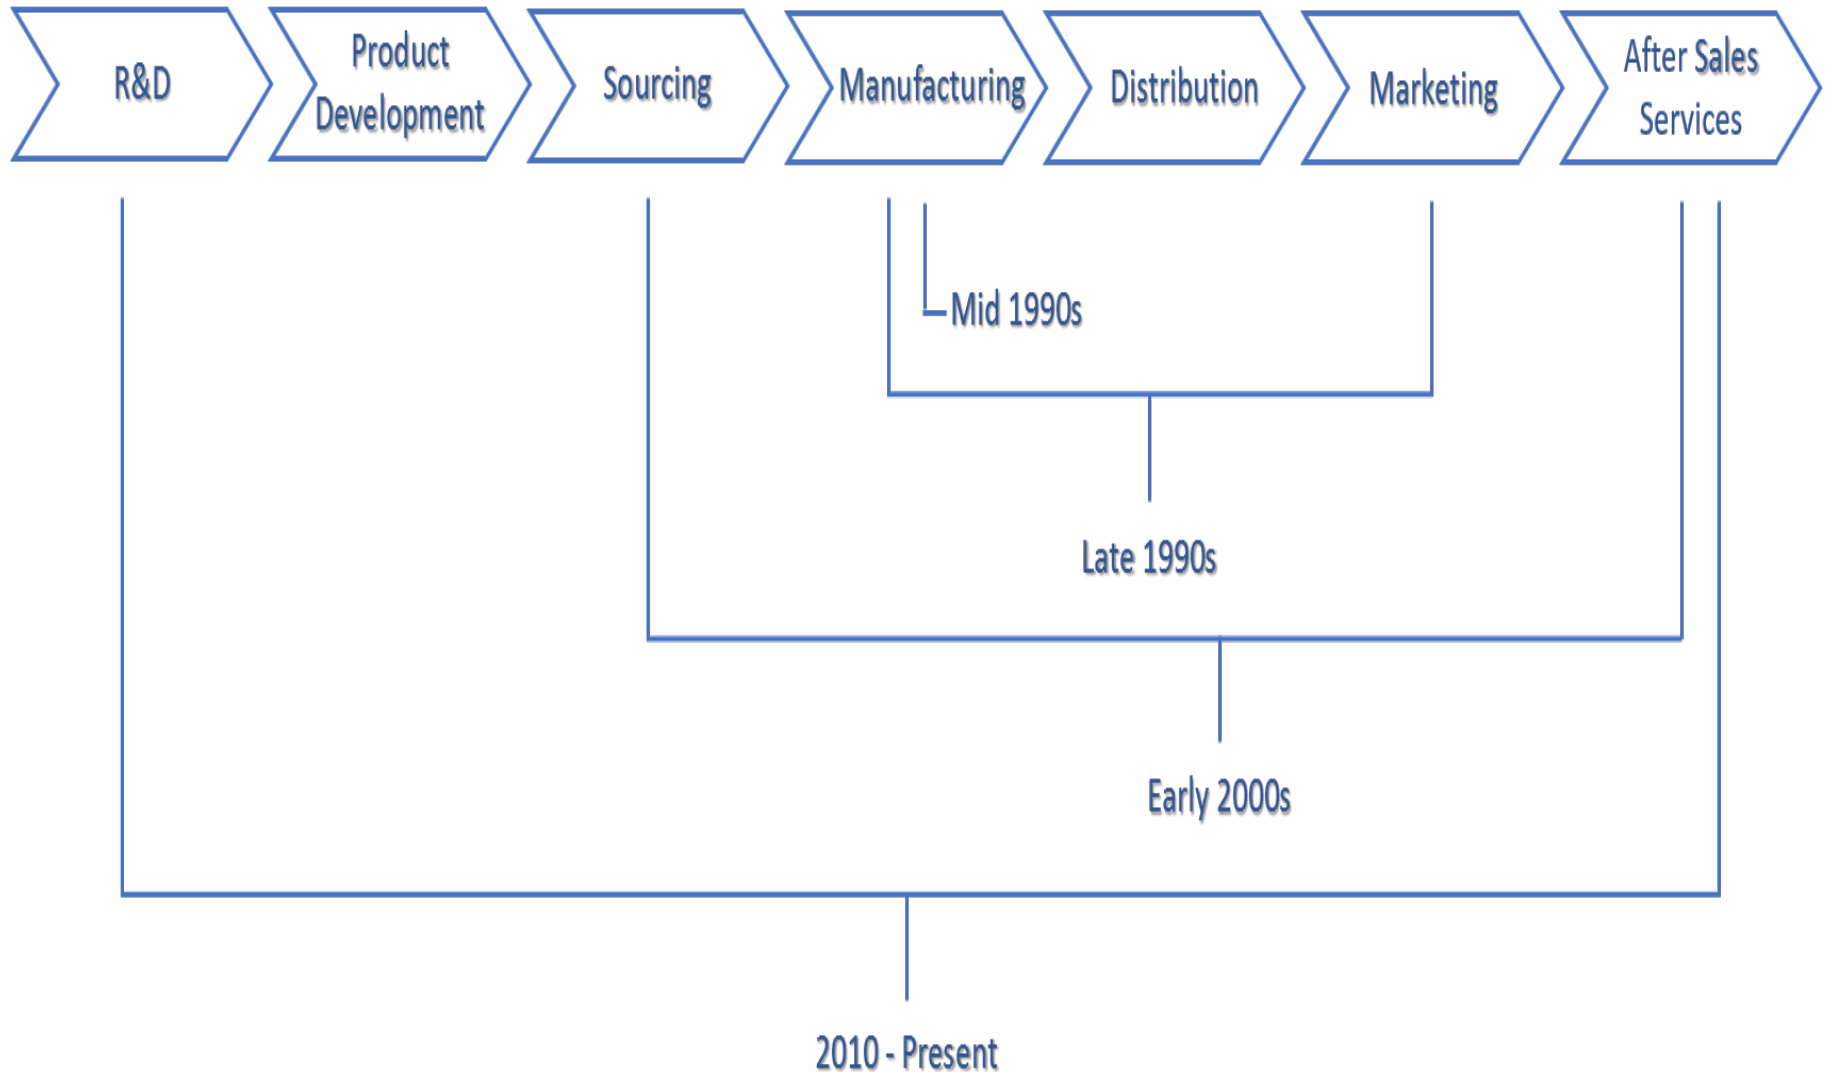 R&D
Product
Development
Sourcing
Manufacturing
Distribution
Marketing
After Sales
Services
Mid 1990s
Late 1990s
Early 2000s
2010 - Present